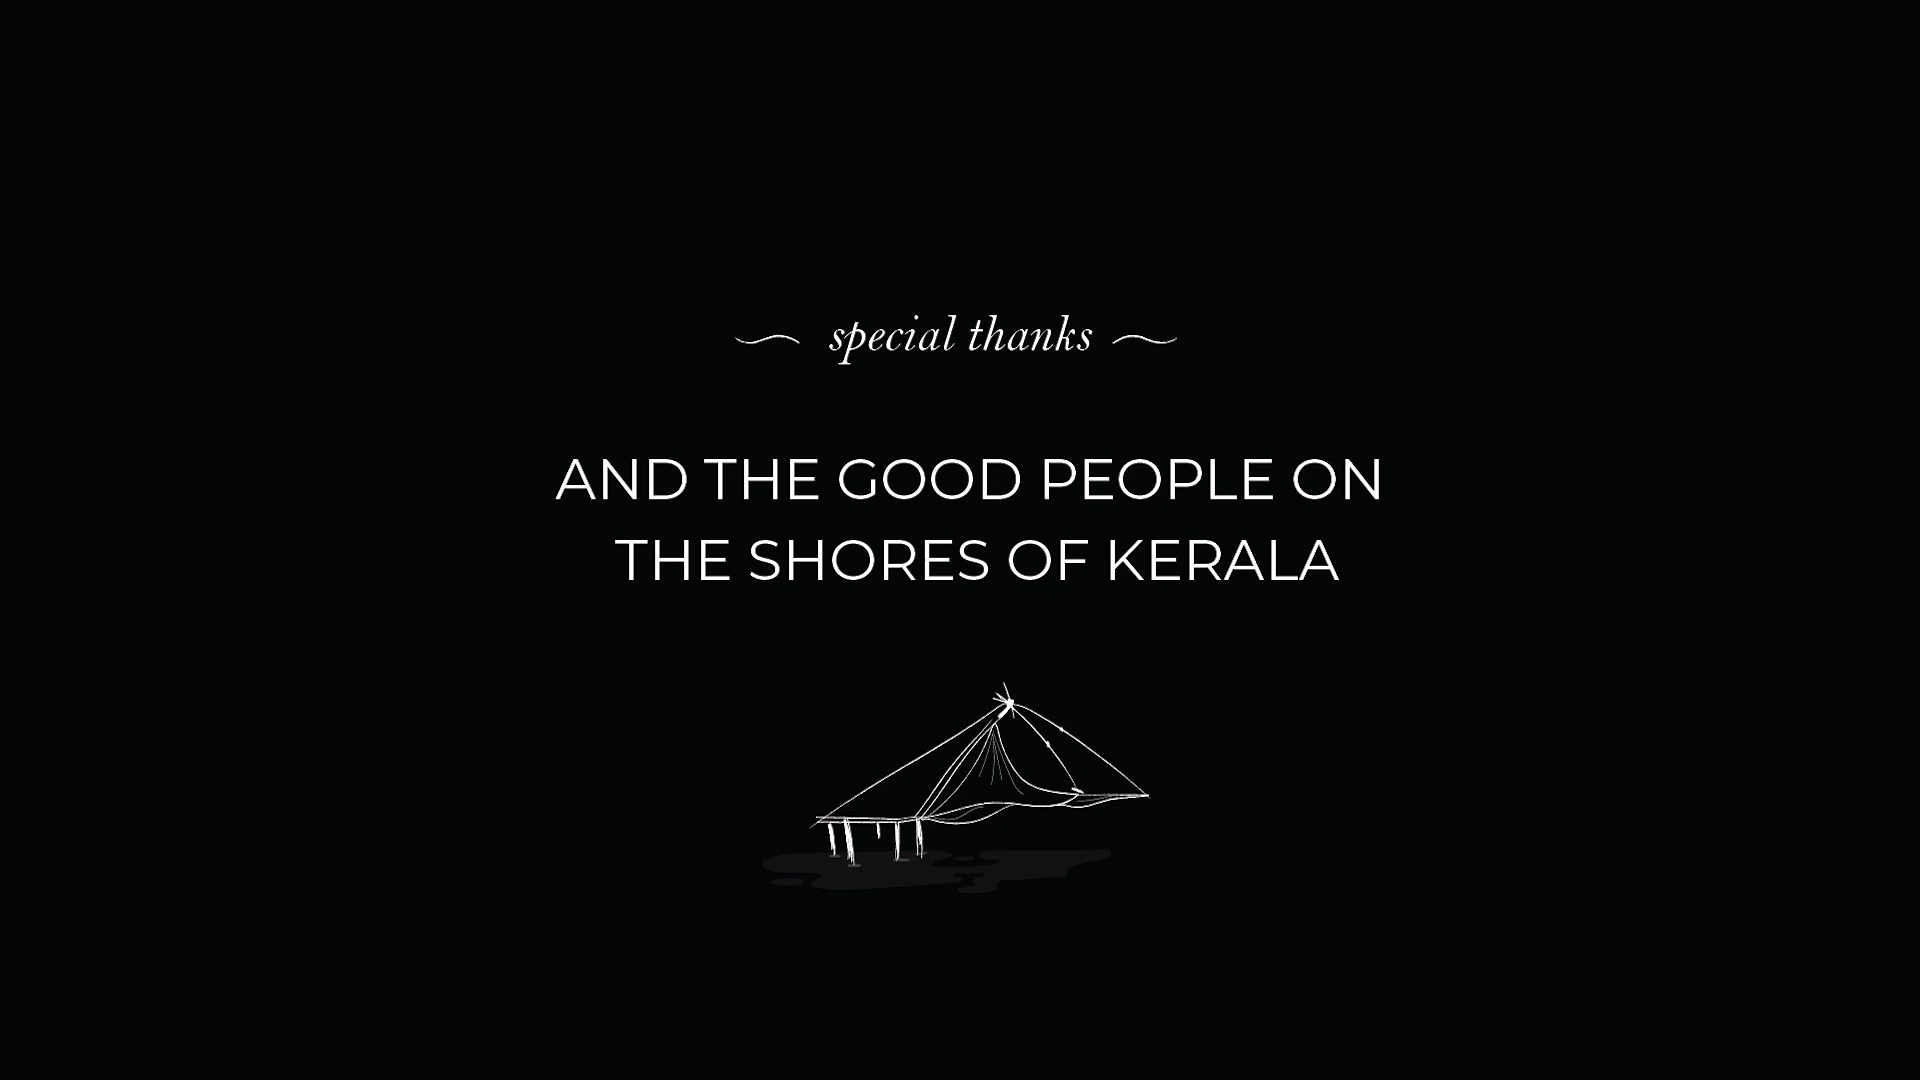 special thanks
AND THE GOOD PEOPLE ON
THE SHORES OF KERALA